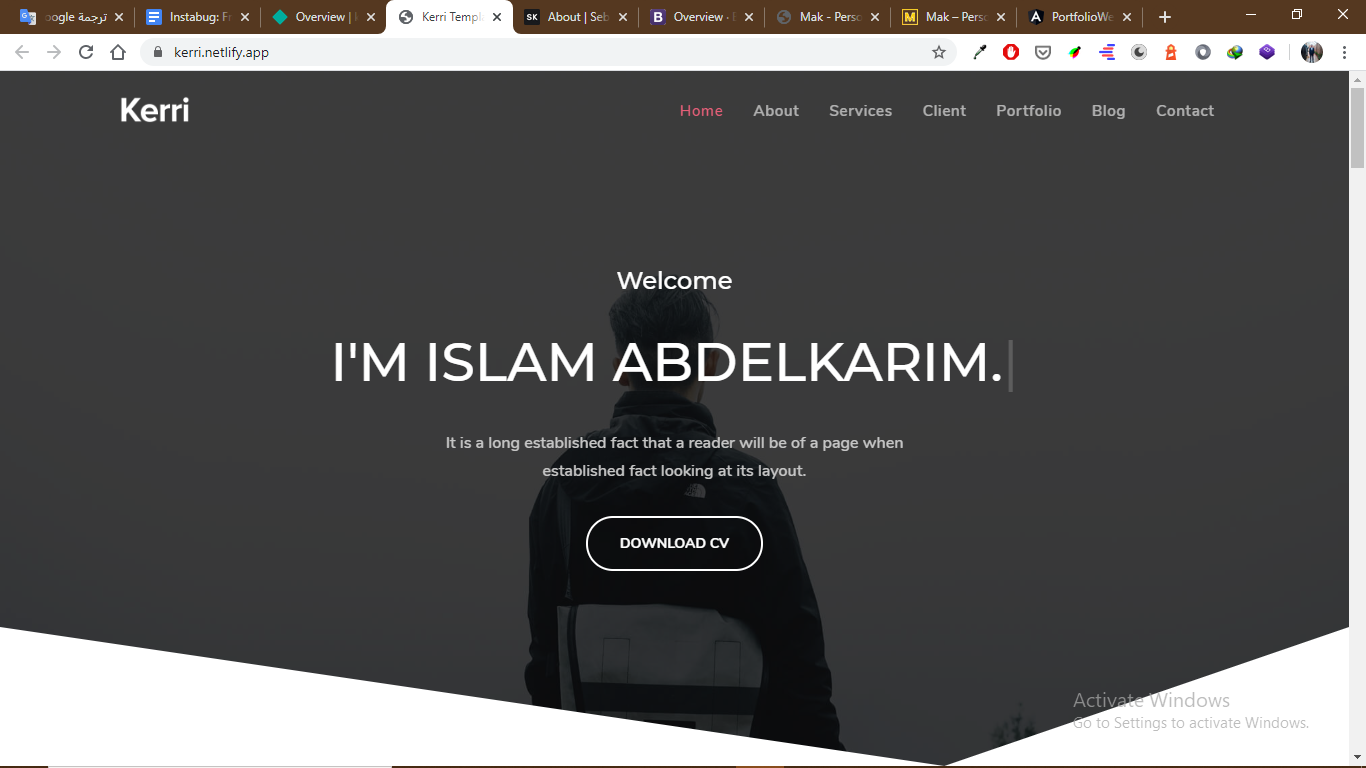 ترجمة oogle
Instabug: Fr
Overview |
Kerri Templ
SK
About | Seb
B
Overview ·
Mak - Perso
M
Mak – Perso
A
PortfolioWe
kerri.netlify.app
Kerri
Home About Services Client Portfolio Blog Contact
Welcome
I'M ISLAM ABDELKARIM.
It is a long established fact that a reader will be of a page when
established fact looking at its layout.
DOWNLOAD CV
Activate Windows
Go to Settings to activate Windows.